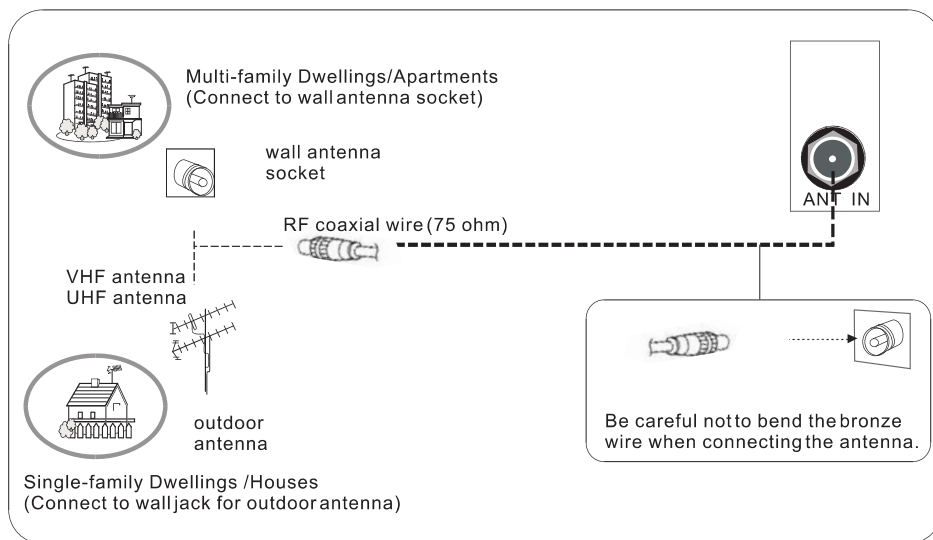 Multi-family Dwellings/Apartments
(Connect to wall antenna socket)
wall antenna
socket
ANT IN
RF coaxial wire (75 ohm)
VHF antenna
UHF antenna
outdoor
antenna
Be careful not to bend the bronze
wire when connecting the antenna.
Single-family Dwellings /Houses
(Connect to wall jack for outdoor antenna)